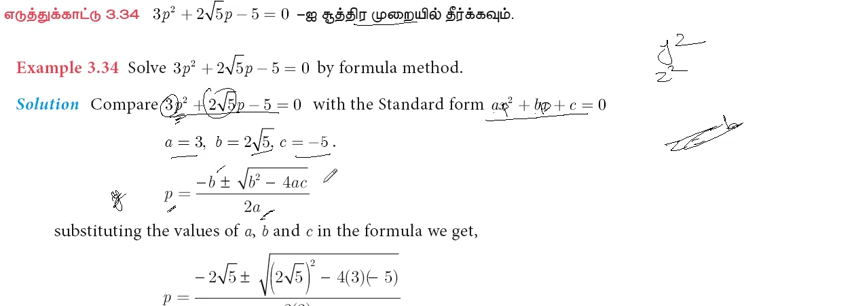 எடுத்துக்காட்டு 3.34 3p² + 2√5p − 5 = 0 −ஐ சூத்திர முறையில் தீர்க்கவும்.
Example 3.34 Solve 3p² + 2√5p − 5 = 0 by formula method.
Solution Compare 3p² + 2√5p − 5 = 0 with the Standard form ax² + bx + c = 0
a = 3, b = 2√5, c = −5 .
p = (−b ± √(b² − 4ac)) / 2a
substituting the values of a, b and c in the formula we get,
p = (−2√5 ± √((2√5)² − 4(3)(−5)))
y²
z²